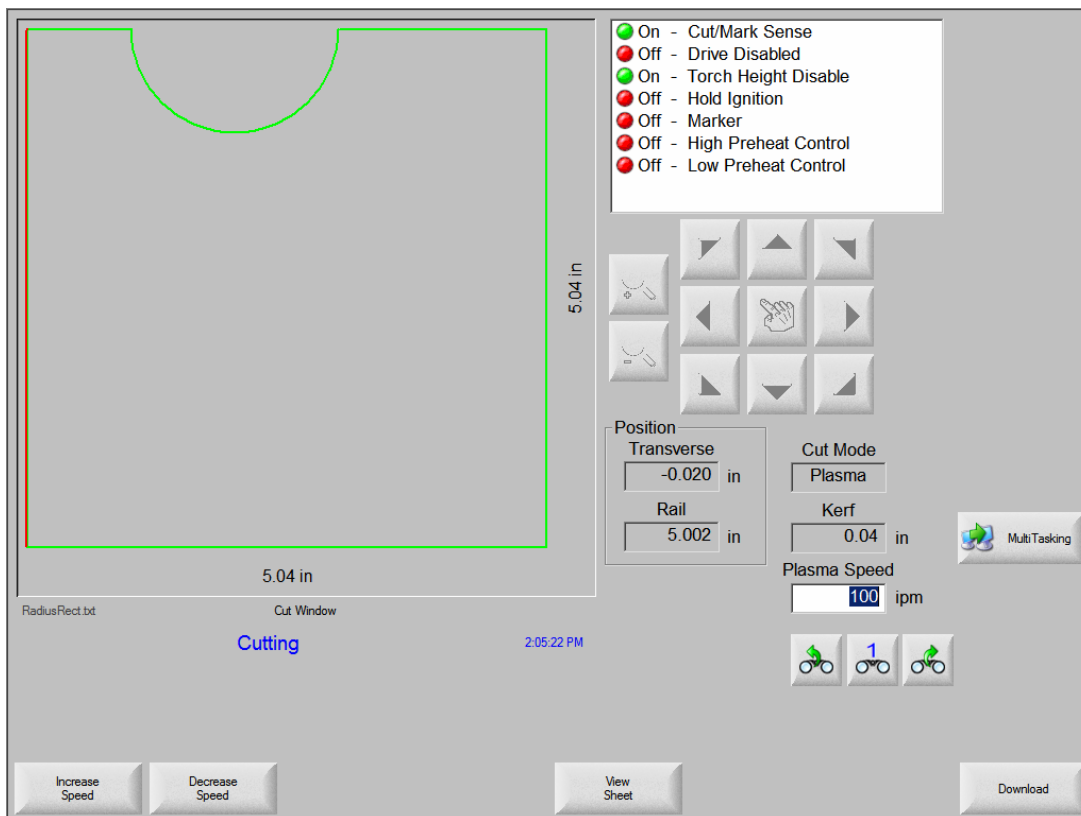 On - Cut/Mark Sense
Off - Drive Disabled
On - Torch Height Disable
Off - Hold Ignition
Off - Marker
Off - High Preheat Control
Off - Low Preheat Control
5.04 in
5.04 in
RadiusRect.txt
Cut Window
Cutting
2:05:22 PM
Position
Transverse
-0.020 in
Rail
5.002 in
Cut Mode
Plasma
Kerf
0.04 in
Plasma Speed
100 ipm
1
MultiTasking
Increase
Speed
Decrease
Speed
View
Sheet
Download